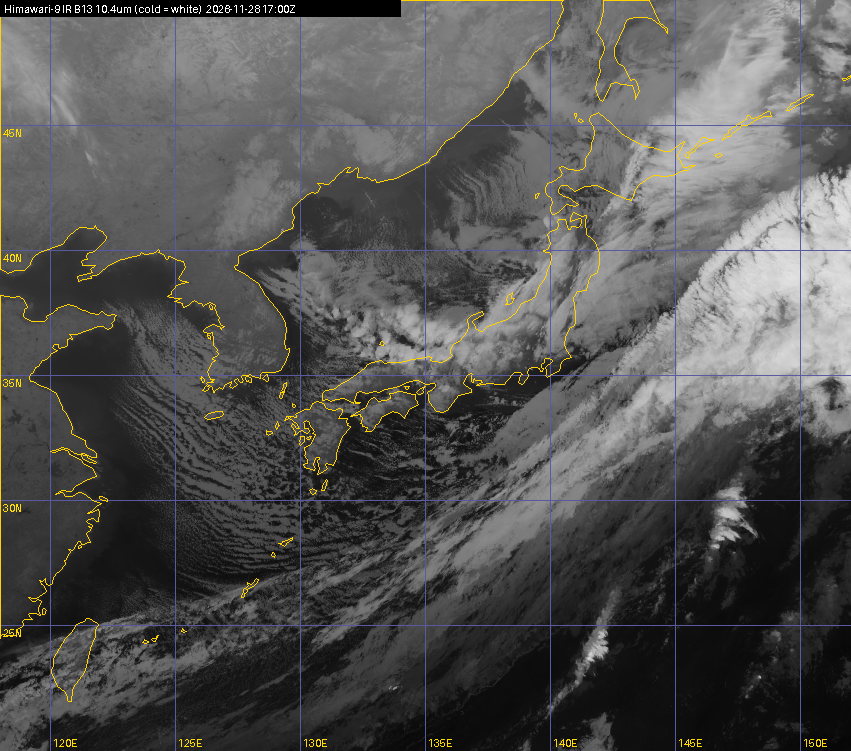 Himawari-9 IR B13 10.4um (cold = white) 2026-11-28 17:00Z
45N
40N
35N
30N
25N
120E 125E 130E 135E 140E 145E 150E